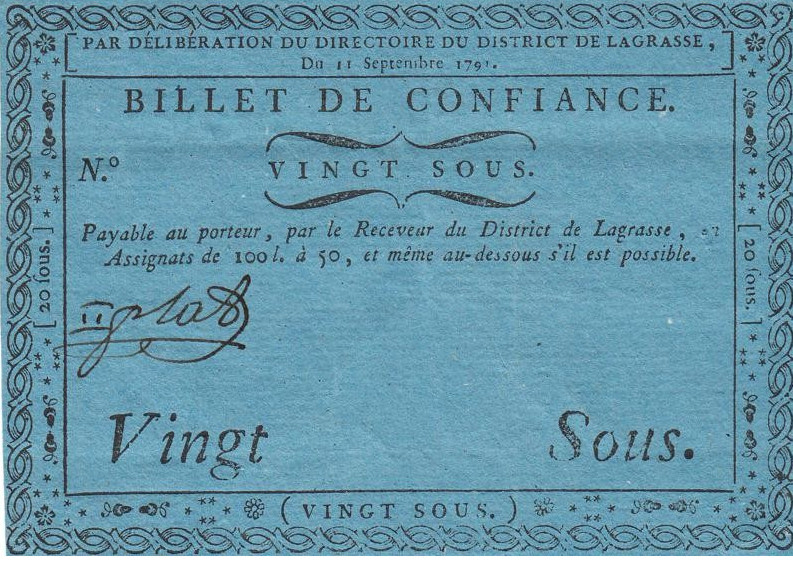 PAR DÉLIBÉRATION DU DIRECTOIRE DU DISTRICT DE LAGRASSE,
Du 11 Septembre 1791.
BILLET DE CONFIANCE.
N.º
VINGT SOUS.
Payable au porteur, par le Receveur du District de Lagrasse,
Assignats de 100 l. à 50, et même au-dessous s'il est possible.
[20 sous.]
[20 sous.]
Vingt Sous.
(VINGT SOUS.)